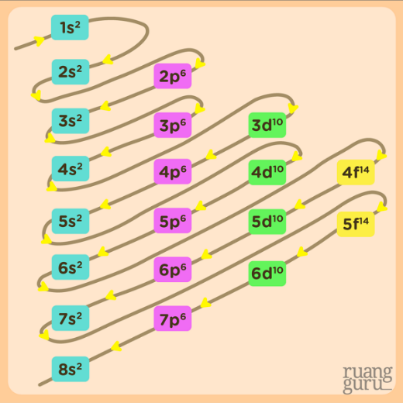 1s²
2s² 2p⁶
3s² 3p⁶ 3d¹⁰
4s² 4p⁶ 4d¹⁰ 4f¹⁴
5s² 5p⁶ 5d¹⁰ 5f¹⁴
6s² 6p⁶ 6d¹⁰
7s² 7p⁶
8s²
ruang
guru